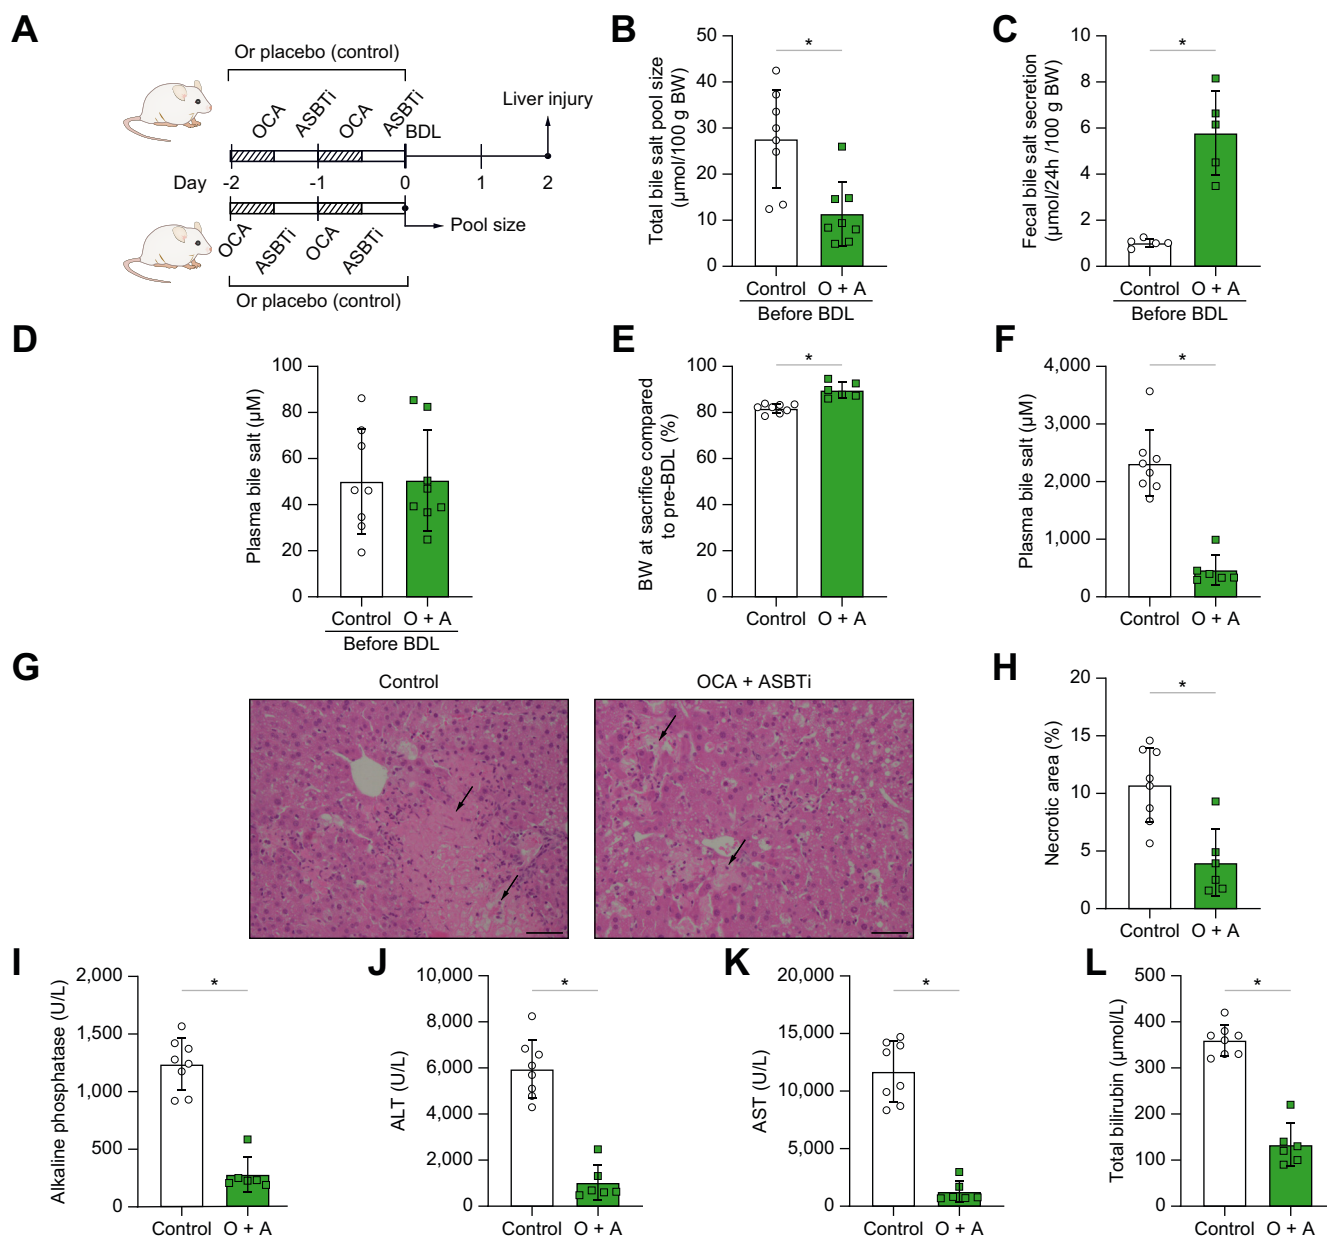 A
Or placebo (control)
OCA
ASBTi
OCA
ASBTi
BDL
Liver injury
Day
-2
-1
0
1
2
Pool size
OCA
ASBTi
OCA
ASBTi
Or placebo (control)
B
Total bile salt pool size
(µmol/100 g BW)
50
40
30
20
10
0
*
Control
O + A
Before BDL
C
Fecal bile salt secretion
(µmol/24h /100 g BW)
10
8
6
4
2
0
*
Control
O + A
Before BDL
D
Plasma bile salt (µM)
100
80
60
40
20
0
Control
O + A
Before BDL
E
BW at sacrifice compared
to pre-BDL (%)
100
80
60
40
20
0
*
Control
O + A
F
Plasma bile salt (µM)
4,000
3,000
2,000
1,000
0
*
Control
O + A
G
Control
OCA + ASBTi
H
Necrotic area (%)
20
15
10
5
0
*
Control
O + A
I
Alkaline phosphatase (U/L)
2,000
1,500
1,000
500
0
*
Control
O + A
J
ALT (U/L)
10,000
8,000
6,000
4,000
2,000
0
*
Control
O + A
K
AST (U/L)
20,000
15,000
10,000
5,000
0
*
Control
O + A
L
Total bilirubin (µmol/L)
500
400
300
200
100
0
*
Control
O + A